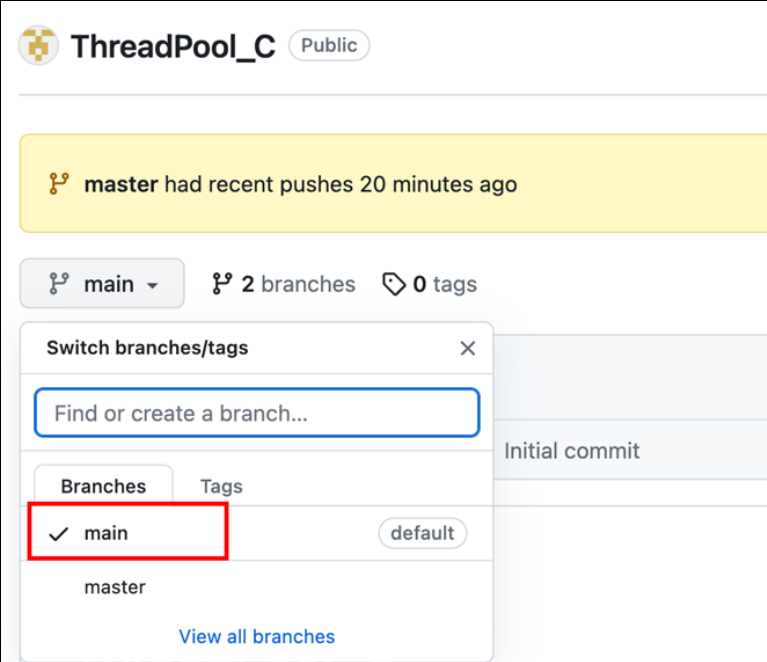 ThreadPool_C Public
master had recent pushes 20 minutes ago
main 2 branches 0 tags
Switch branches/tags
Find or create a branch...
Initial commit
Branches Tags
main default
master
View all branches